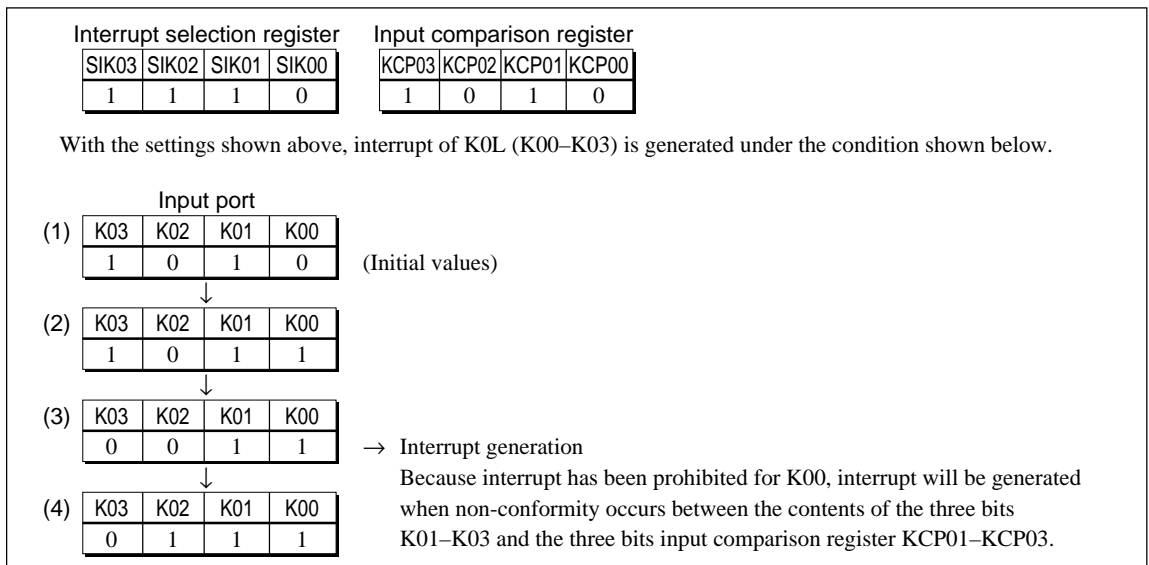 Interrupt selection register Input comparison register
SIK03 SIK02 SIK01 SIK00 KCP03 KCP02 KCP01 KCP00
1 1 1 0 1 0 1 0
With the settings shown above, interrupt of K0L (K00–K03) is generated under the condition shown below.
Input port
(1) K03 K02 K01 K00
1 0 1 0 (Initial values)
↓
(2) K03 K02 K01 K00
1 0 1 1
↓
(3) K03 K02 K01 K00
0 0 1 1 → Interrupt generation
↓ Because interrupt has been prohibited for K00, interrupt will be generated
(4) K03 K02 K01 K00 when non-conformity occurs between the contents of the three bits
0 1 1 1 K01–K03 and the three bits input comparison register KCP01–KCP03.